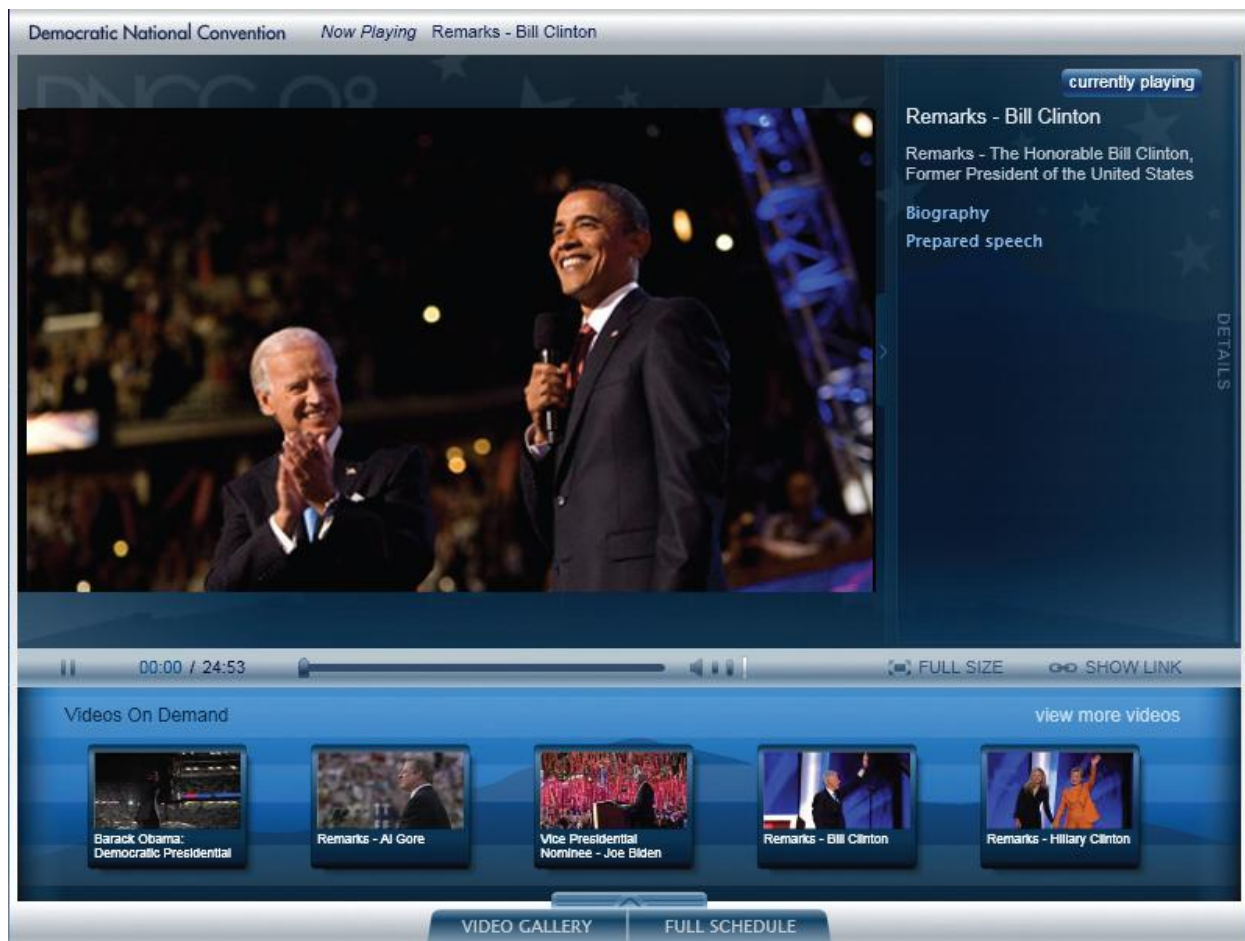 Democratic National Convention Now Playing Remarks - Bill Clinton
DNCC 08
currently playing
Remarks - Bill Clinton
Remarks - The Honorable Bill Clinton,
Former President of the United States
Biography
Prepared speech
DETAILS
00:00 / 24:53
FULL SIZE
SHOW LINK
Videos On Demand
view more videos
Barack Obama:
Democratic Presidential
Remarks - Al Gore
Vice Presidential
Nominee - Joe Biden
Remarks - Bill Clinton
Remarks - Hillary Clinton
VIDEO GALLERY
FULL SCHEDULE